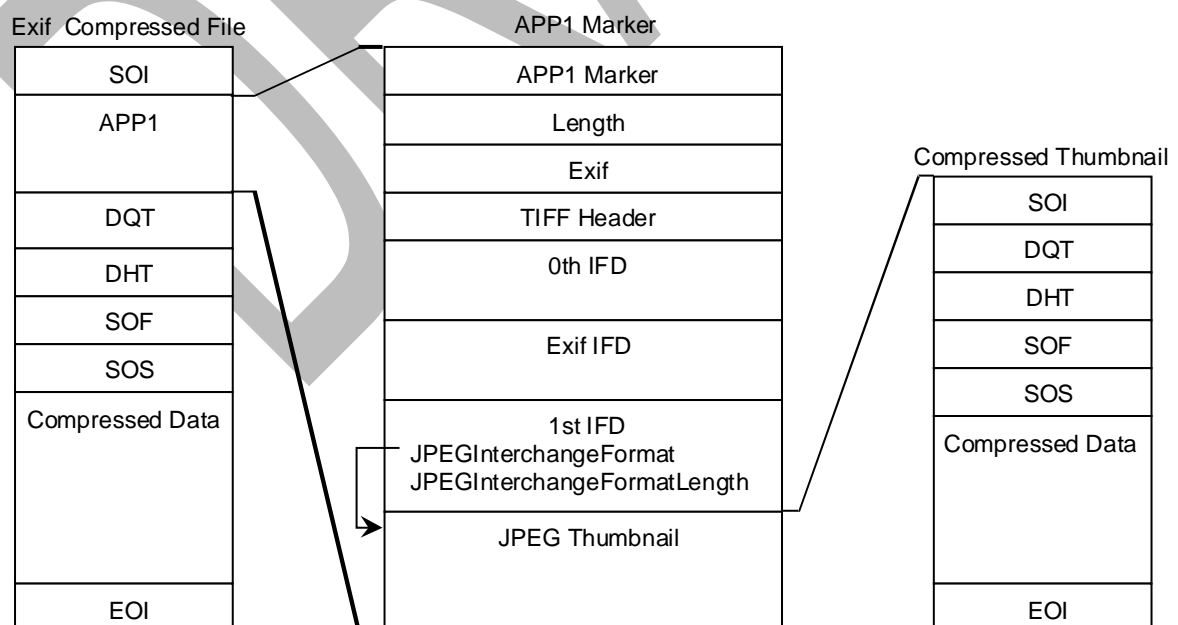 Exif Compressed File
SOI
APP1
DQT
DHT
SOF
SOS
Compressed Data
EOI
APP1 Marker
APP1 Marker
Length
Exif
TIFF Header
0th IFD
Exif IFD
1st IFD
JPEGInterchangeFormat
JPEGInterchangeFormatLength
JPEG Thumbnail
Compressed Thumbnail
SOI
DQT
DHT
SOF
SOS
Compressed Data
EOI